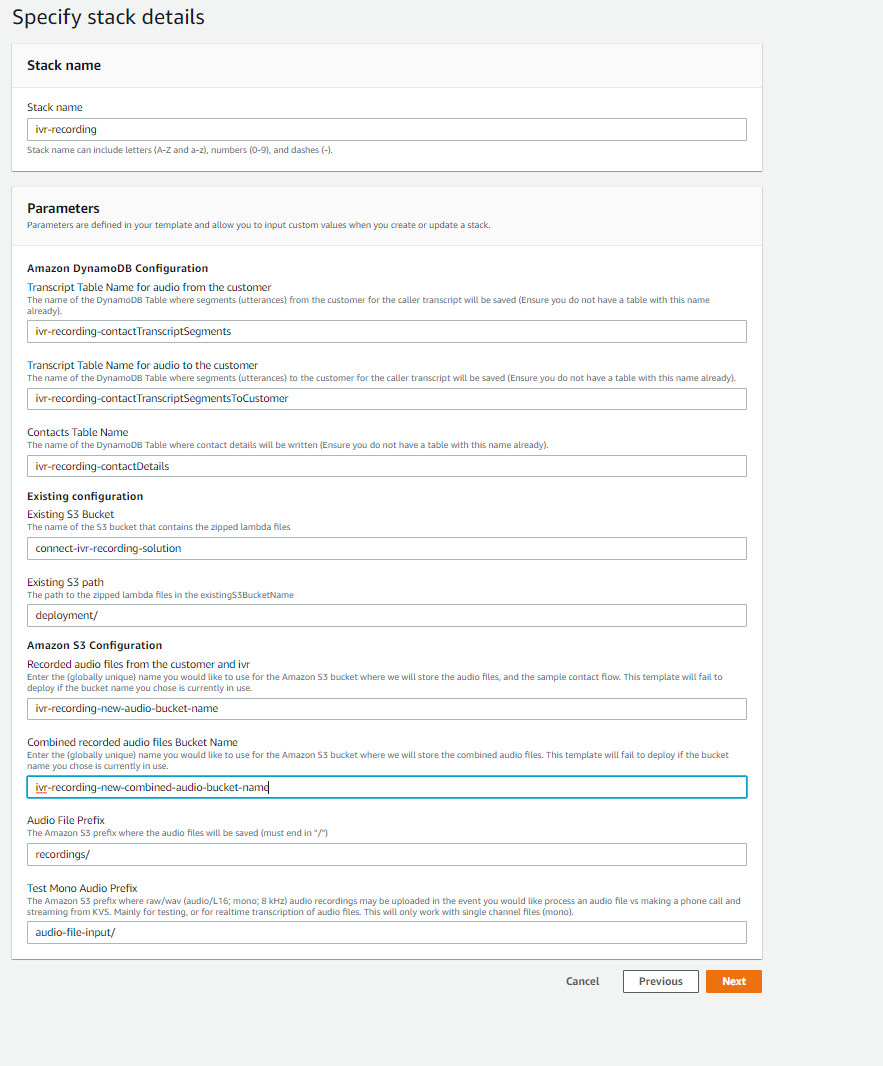 Specify stack details
Stack name
Stack name
ivr-recording
Stack name can include letters (A-Z and a-z), numbers (0-9), and dashes (-).
Parameters
Parameters are defined in your template and allow you to input custom values when you create or update a stack.
Amazon DynamoDB Configuration
Transcript Table Name for audio from the customer
The name of the DynamoDB Table where segments (utterances) from the customer for the caller transcript will be saved (Ensure you do not have a table with this name
already).
ivr-recording-contactTranscriptSegments
Transcript Table Name for audio to the customer
The name of the DynamoDB Table where segments (utterances) to the customer for the caller transcript will be saved (Ensure you do not have a table with this name already).
ivr-recording-contactTranscriptSegmentsToCustomer
Contacts Table Name
The name of the DynamoDB Table where contact details will be written (Ensure you do not have a table with this name already).
ivr-recording-contactDetails
Existing configuration
Existing S3 Bucket
The name of the S3 bucket that contains the zipped lambda files
connect-ivr-recording-solution
Existing S3 path
The path to the zipped lambda files in the existingS3BucketName
deployment/
Amazon S3 Configuration
Recorded audio files from the customer and ivr
Enter the (globally unique) name you would like to use for the Amazon S3 bucket where we will store the audio files, and the sample contact flow. This template will fail to
deploy if the bucket name you chose is currently in use.
ivr-recording-new-audio-bucket-name
Combined recorded audio files Bucket Name
Enter the (globally unique) name you would like to use for the Amazon S3 bucket where we will store the combined audio files. This template will fail to deploy if the bucket
name you chose is currently in use.
ivr-recording-new-combined-audio-bucket-name
Audio File Prefix
The Amazon S3 prefix where the audio files will be saved (must end in "/")
recordings/
Test Mono Audio Prefix
The Amazon S3 prefix where raw/wav (audio/L16; mono; 8 kHz) audio recordings may be uploaded in the event you would like process an audio file vs making a phone call and
streaming from KVS. Mainly for testing, or for realtime transcription of audio files. This will only work with single channel files (mono).
audio-file-input/
Cancel
Previous
Next